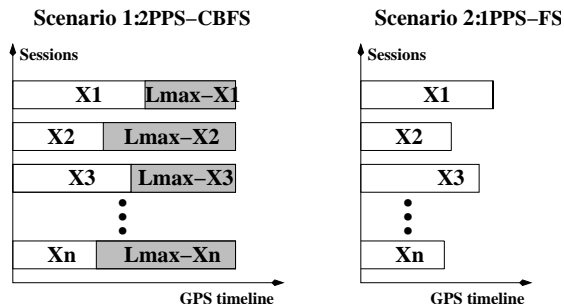 Scenario 1:2PPS−CBFS
Sessions
X1 Lmax−X1
X2 Lmax−X2
X3 Lmax−X3
Xn Lmax−Xn
GPS timeline
Scenario 2:1PPS−FS
Sessions
X1
X2
X3
Xn
GPS timeline